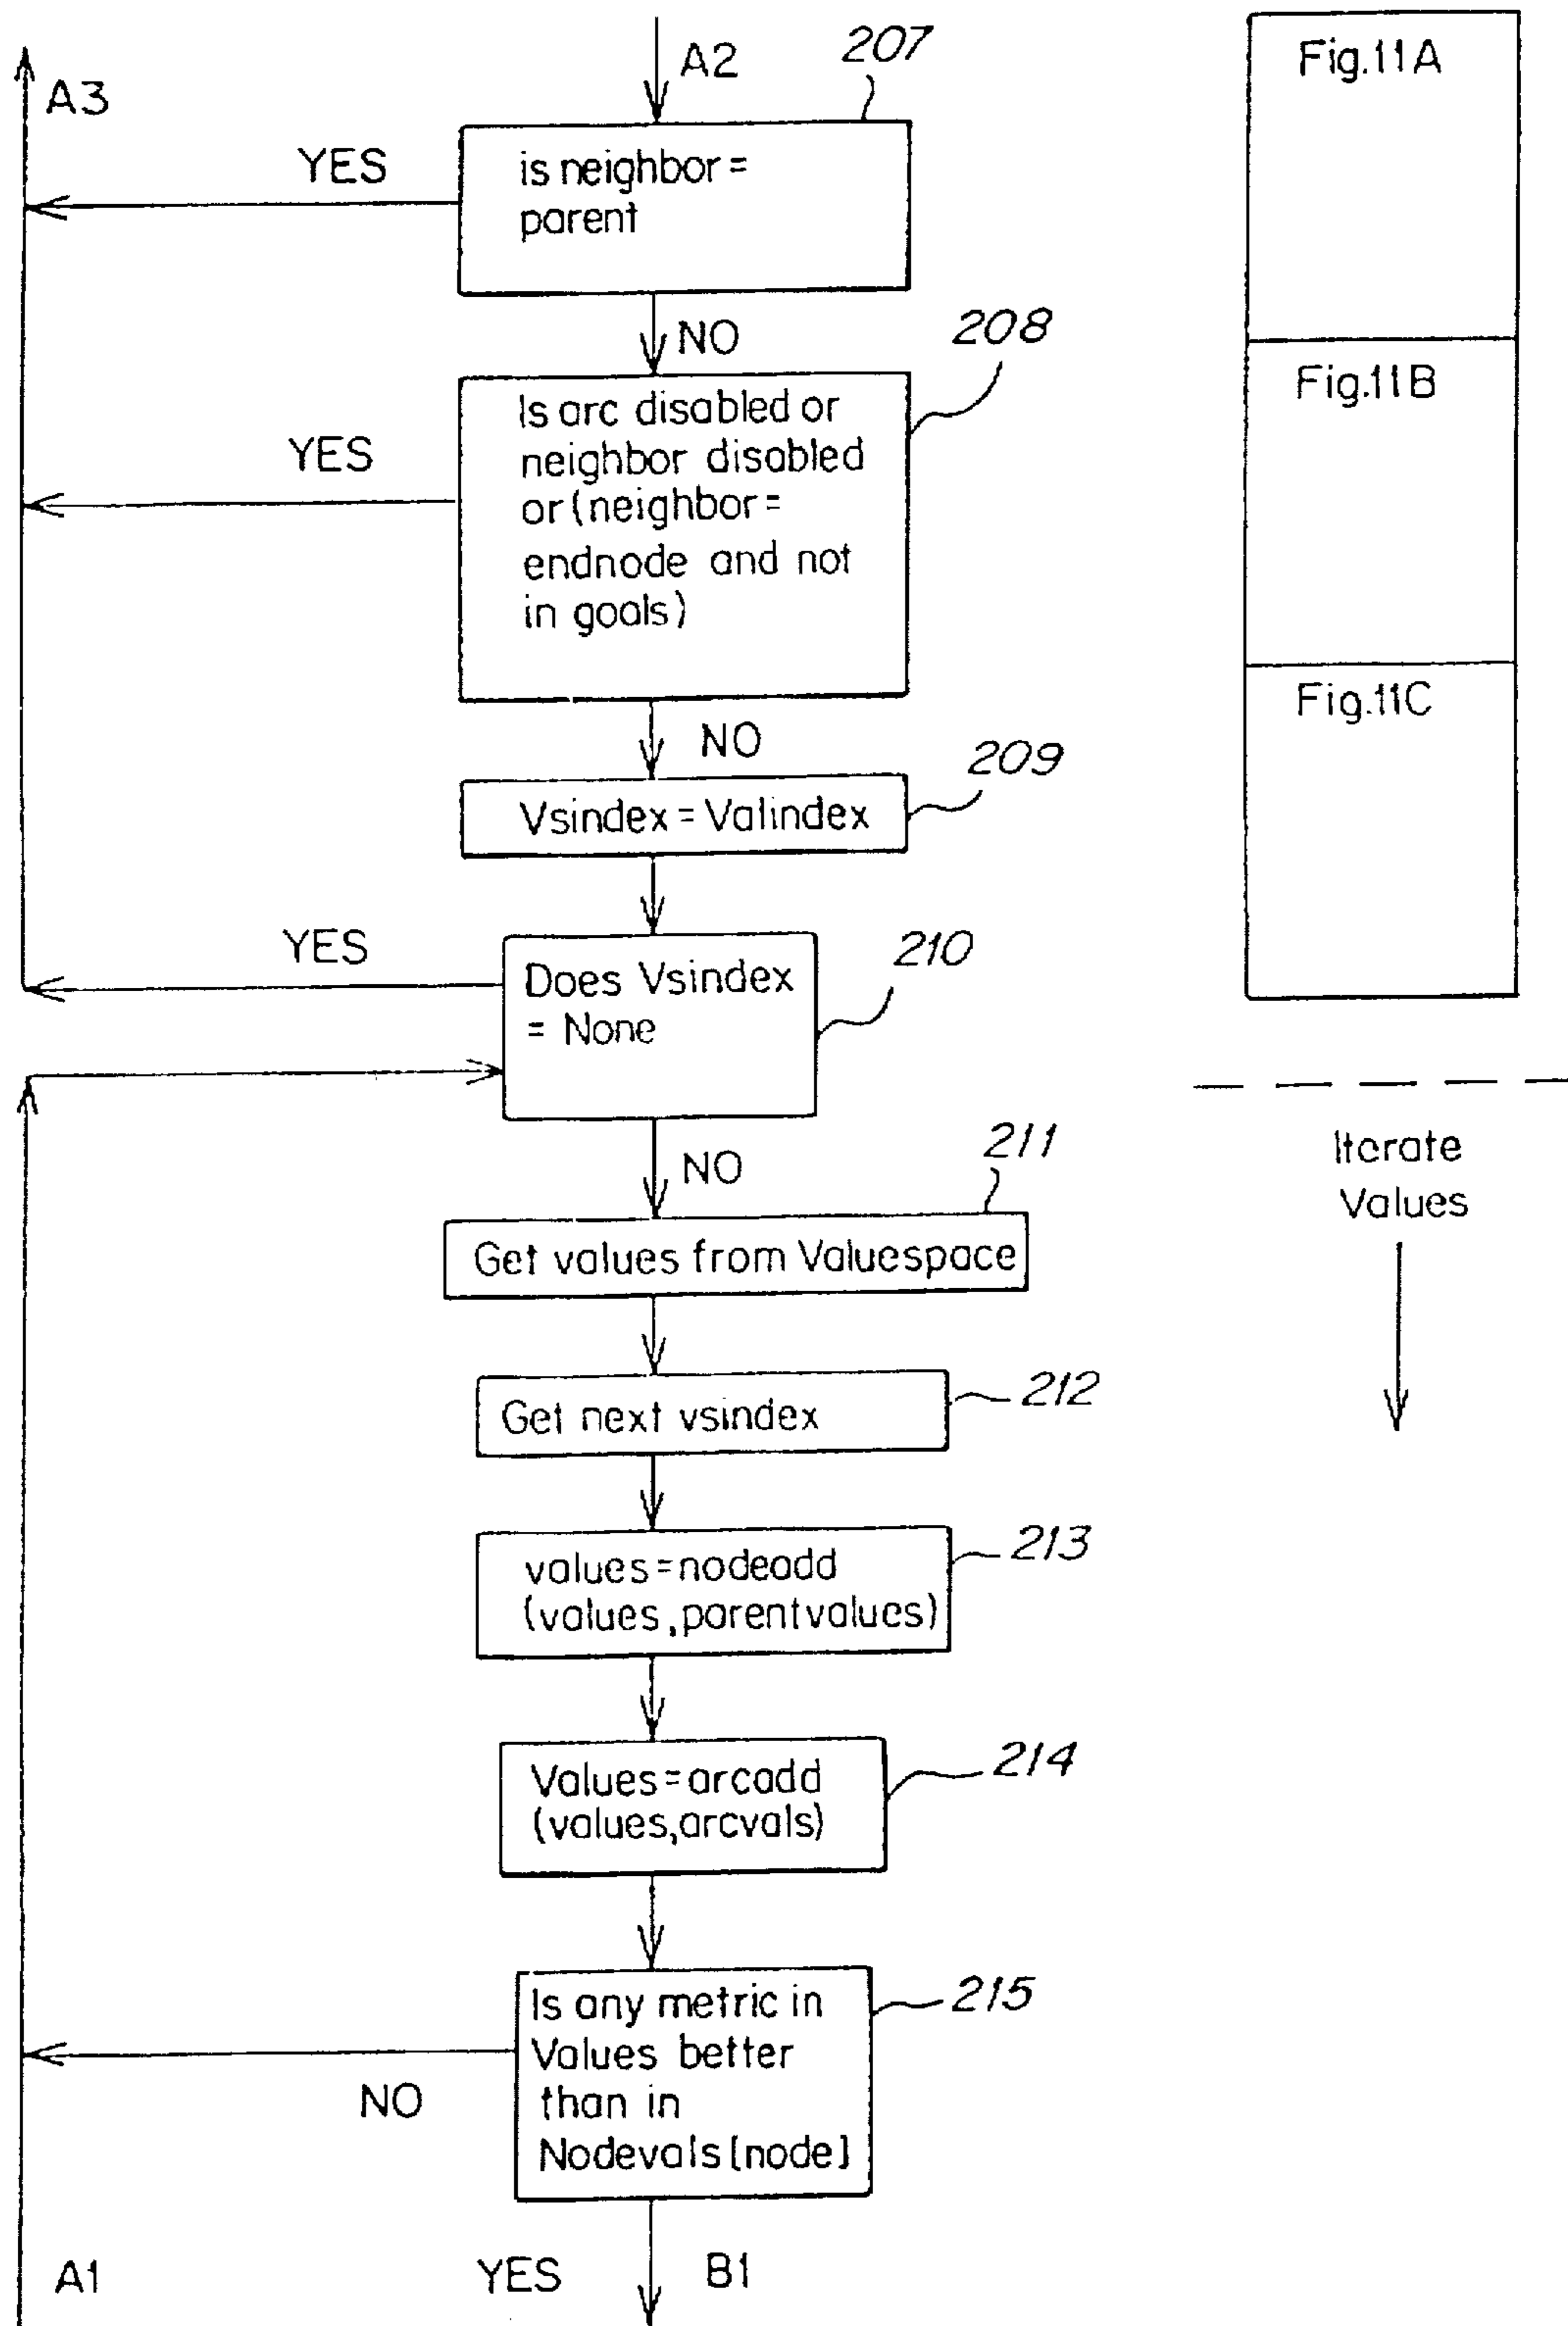 A2
207
Fig.11A
A3
YES
is neighbor =
parent
NO
208
Fig.11B
YES
Is arc disabled or
neighbor disabled
or (neighbor =
endnode and not
in goals)
Fig.11C
NO
209
Vsindex = Valindex
YES
210
Does Vsindex
= None
Iterate
Values
211
NO
Get values from Valuespace
212
Get next vsindex
213
values = nodeadd
(values, parentvalues)
214
Values = arcadd
(values, arcvals)
215
Is any metric in
Values better
than in
Nodevals [node]
NO
A1
YES
B1